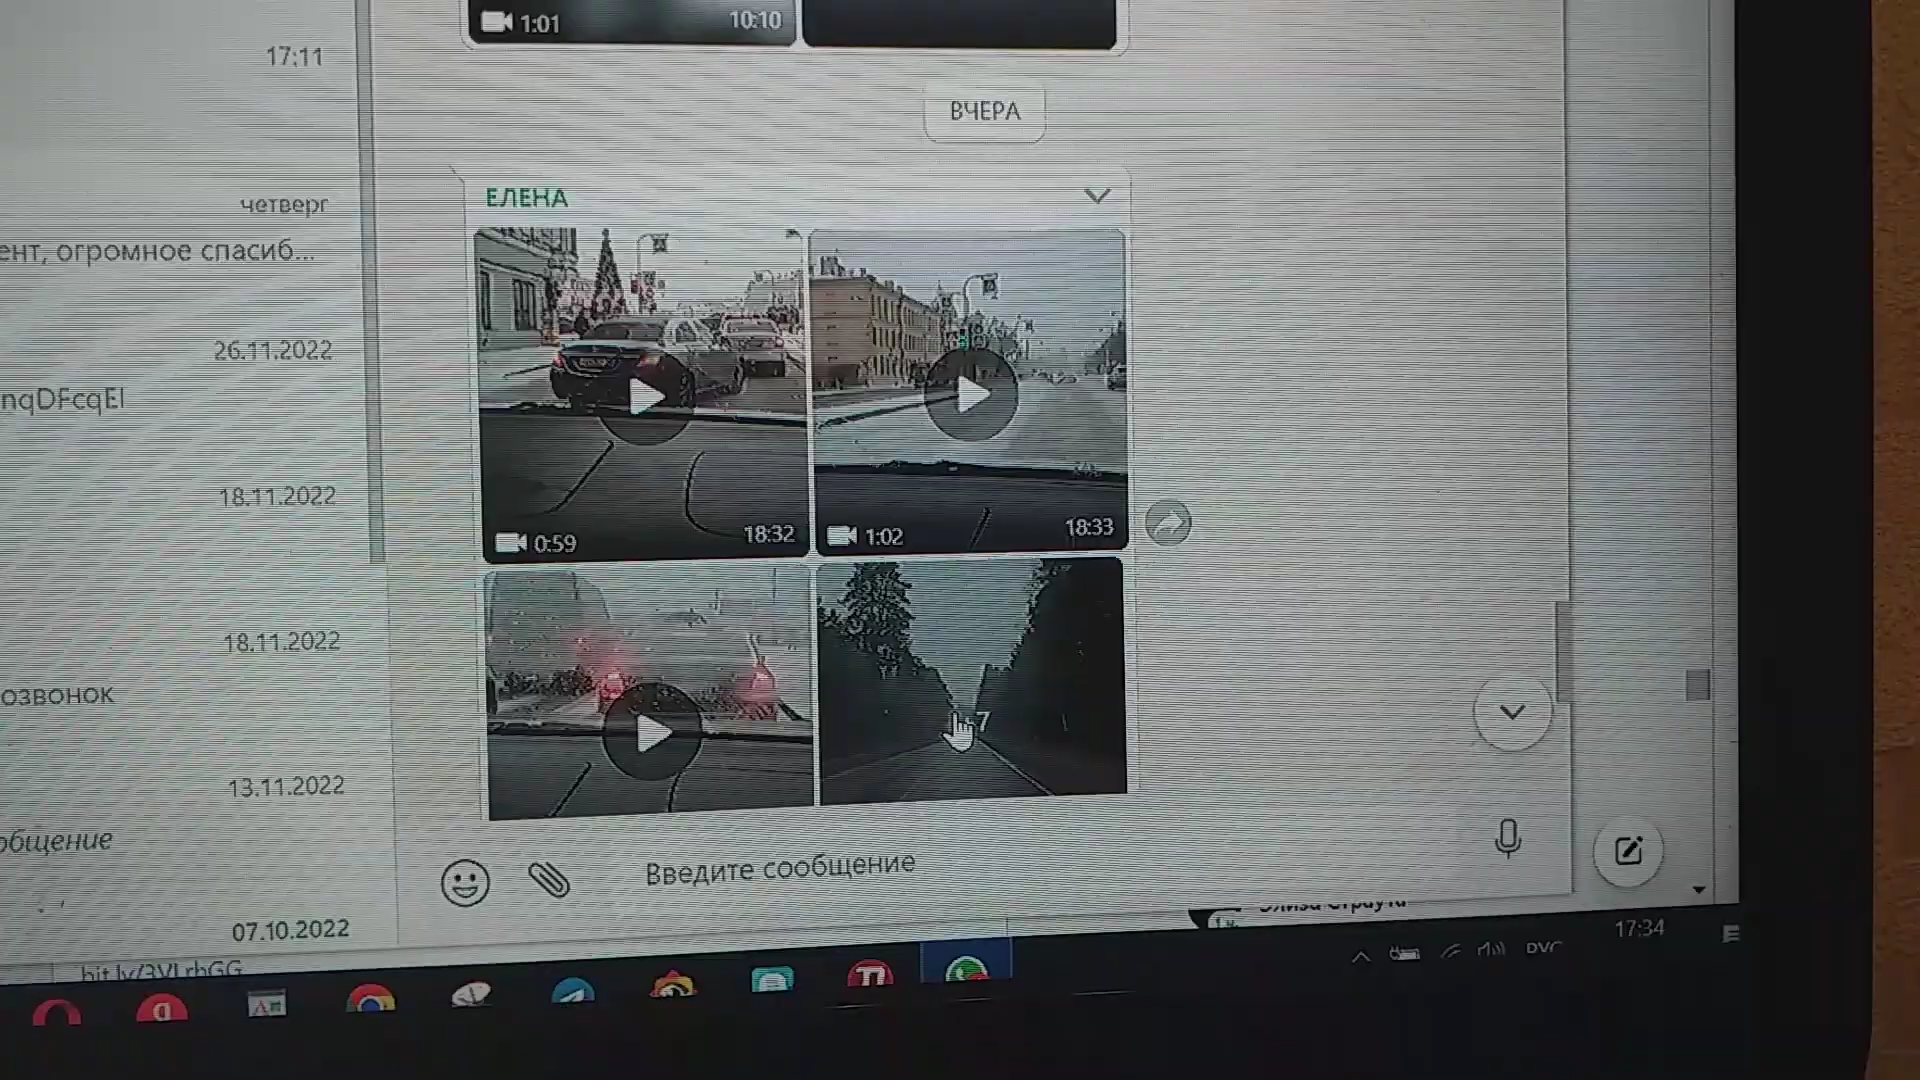 1:01
10:10
17:11
ВЧЕРА
ЕЛЕНА
четверг
ент, огромное спасиб...
26.11.2022
nqDFcqEI
18.11.2022
0:59
18:32
1:02
18:33
18.11.2022
озвонок
+7
13.11.2022
общение
Введите сообщение
07.10.2022
17:34